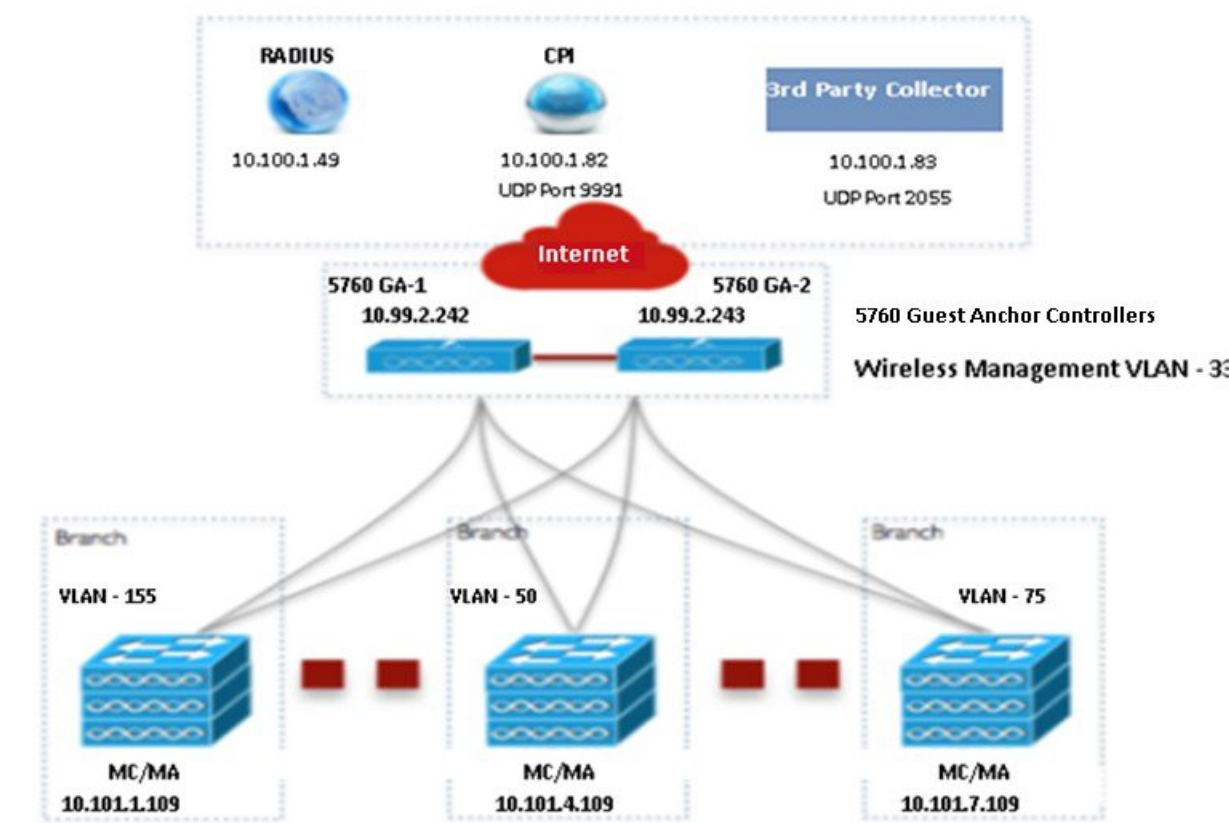 RADIUS
CPI
3rd Party Collector
10.100.1.49
10.100.1.82
10.100.1.83
UDP Port 9991
UDP Port 2055
Internet
5760 GA-1
5760 GA-2
10.99.2.242
10.99.2.243
5760 Guest Anchor Controllers
Wireless Management VLAN - 33
Branch
Branch
Branch
VLAN - 155
VLAN - 50
VLAN - 75
MC/MA
MC/MA
MC/MA
10.101.1.109
10.101.4.109
10.101.7.109